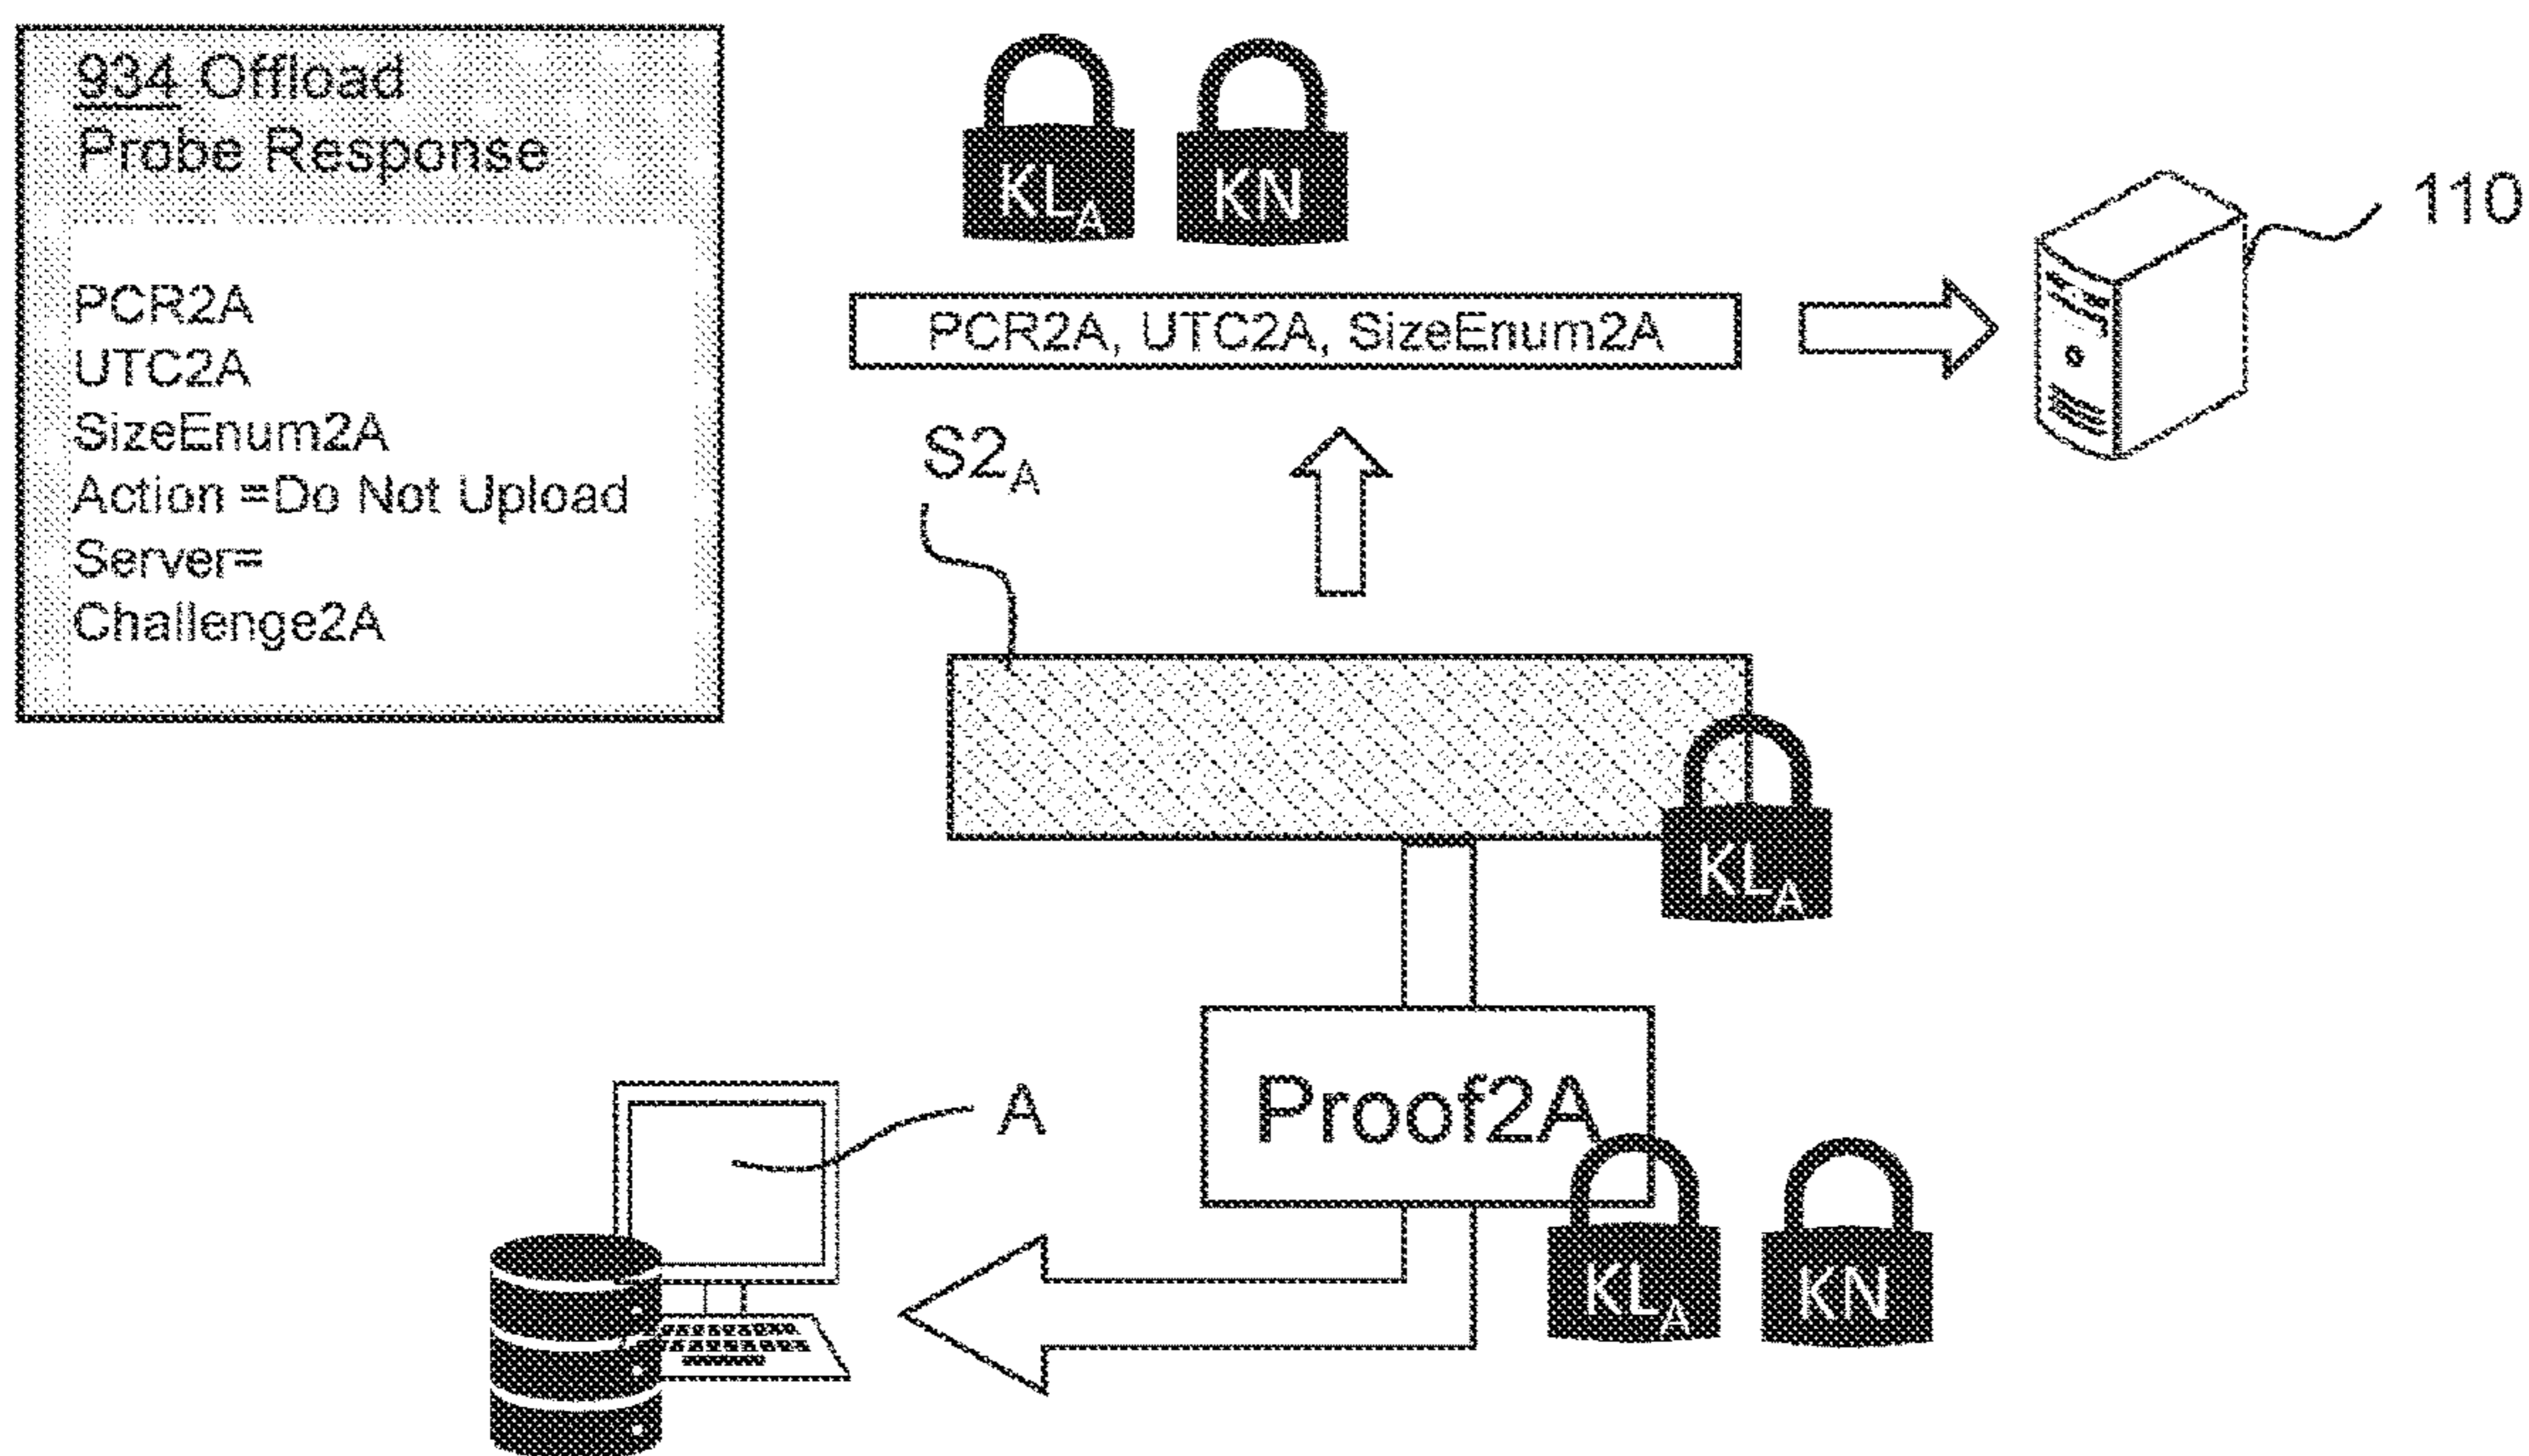 934 Offload
Probe Response
PCR2A
UTC2A
SizeEnum2A
Action =Do Not Upload
Server=
Challenge2A
KLA
KN
110
PCR2A, UTC2A, SizeEnum2A
S2A
KLA
Proof2A
A
KLA
KN